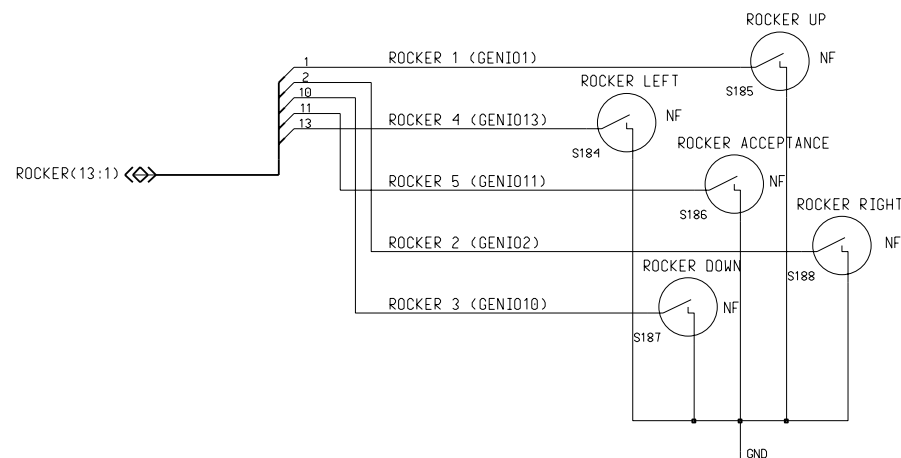 ROCKER UP
1
ROCKER 1 (GENIO1)
NF
2
ROCKER LEFT
S185
10
NF
11
13
ROCKER 4 (GENIO13)
ROCKER ACCEPTANCE
S184
ROCKER(13:1)
ROCKER 5 (GENIO11)
NF
ROCKER RIGHT
S186
ROCKER 2 (GENIO2)
NF
ROCKER DOWN
S188
ROCKER 3 (GENIO10)
NF
S187
GND